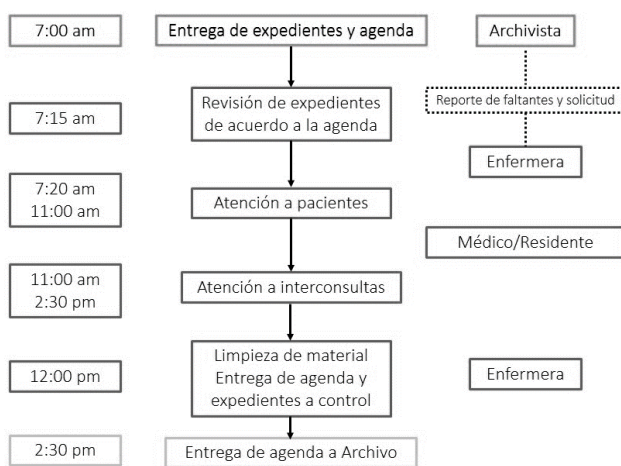 7:00 am
Entrega de expedientes y agenda
Archivista
Reporte de faltantes y solicitud
7:15 am
Revisión de expedientes
de acuerdo a la agenda
Enfermera
7:20 am
11:00 am
Atención a pacientes
Médico/Residente
11:00 am
2:30 pm
Atención a interconsultas
12:00 pm
Limpieza de material
Entrega de agenda y
expedientes a control
Enfermera
2:30 pm
Entrega de agenda a Archivo